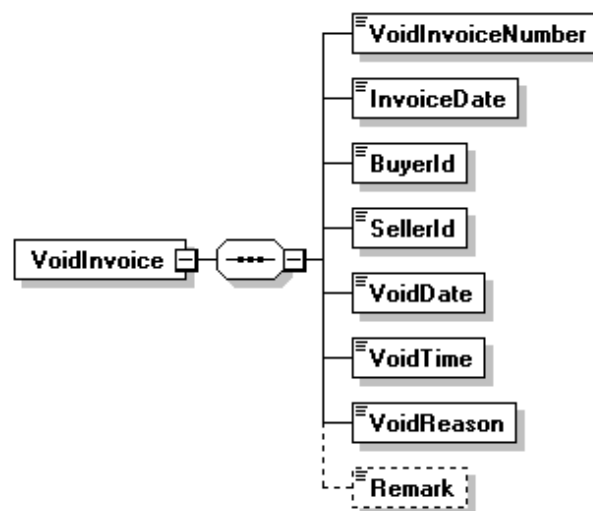 VoidInvoiceNumber
InvoiceDate
BuyerId
SellerId
VoidInvoice
VoidDate
VoidTime
VoidReason
Remark